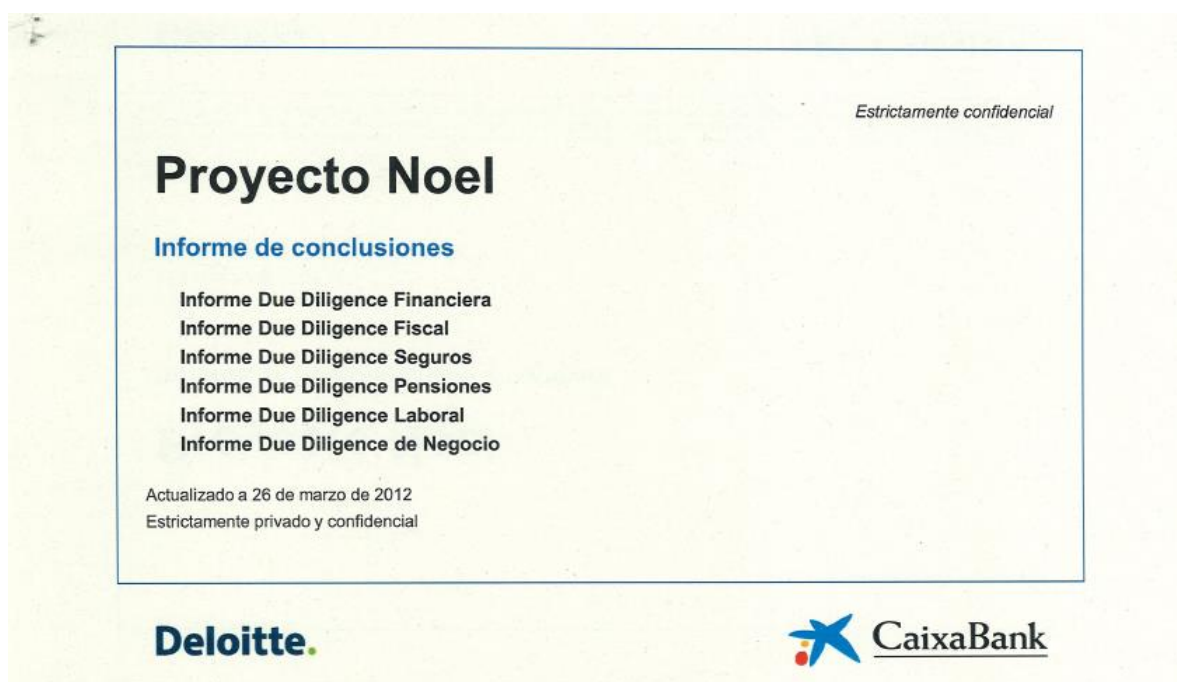 Estrictamente confidencial
Proyecto Noel
Informe de conclusiones
Informe Due Diligence Financiera
Informe Due Diligence Fiscal
Informe Due Diligence Seguros
Informe Due Diligence Pensiones
Informe Due Diligence Laboral
Informe Due Diligence de Negocio
Actualizado a 26 de marzo de 2012
Estrictamente privado y confidencial
Deloitte.
CaixaBank